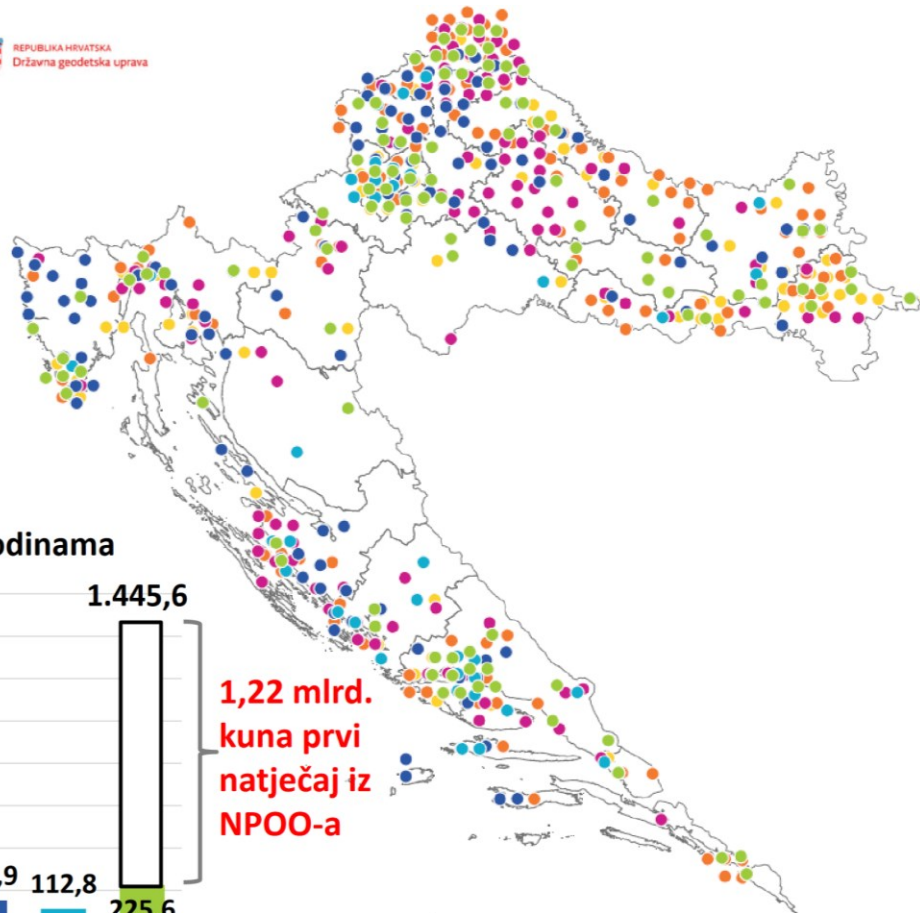 REPUBLIKA HRVATSKA
Državna geodetska uprava
1.445,6
1,22 mlrd.
kuna prvi
natječaj iz
NPOO-a
112,8
225,6